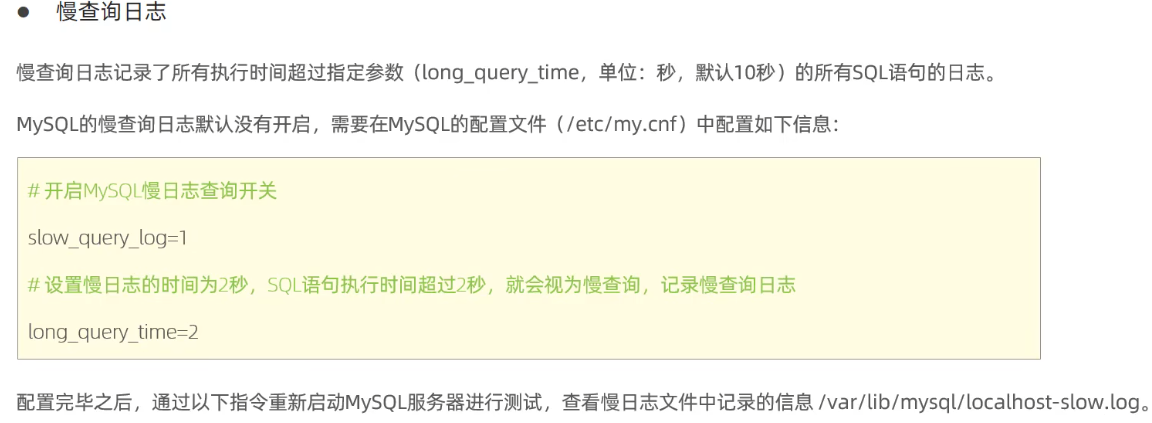 ● 慢查询日志
慢查询日志记录了所有执行时间超过指定参数（long_query_time，单位：秒，默认10秒）的所有SQL语句的日志。
MySQL的慢查询日志默认没有开启，需要在MySQL的配置文件（/etc/my.cnf）中配置如下信息：
# 开启MySQL慢日志查询开关
slow_query_log=1
# 设置慢日志的时间为2秒，SQL语句执行时间超过2秒，就会视为慢查询，记录慢查询日志
long_query_time=2
配置完毕之后，通过以下指令重新启动MySQL服务器进行测试，查看慢日志文件中记录的信息 /var/lib/mysql/localhost-slow.log。